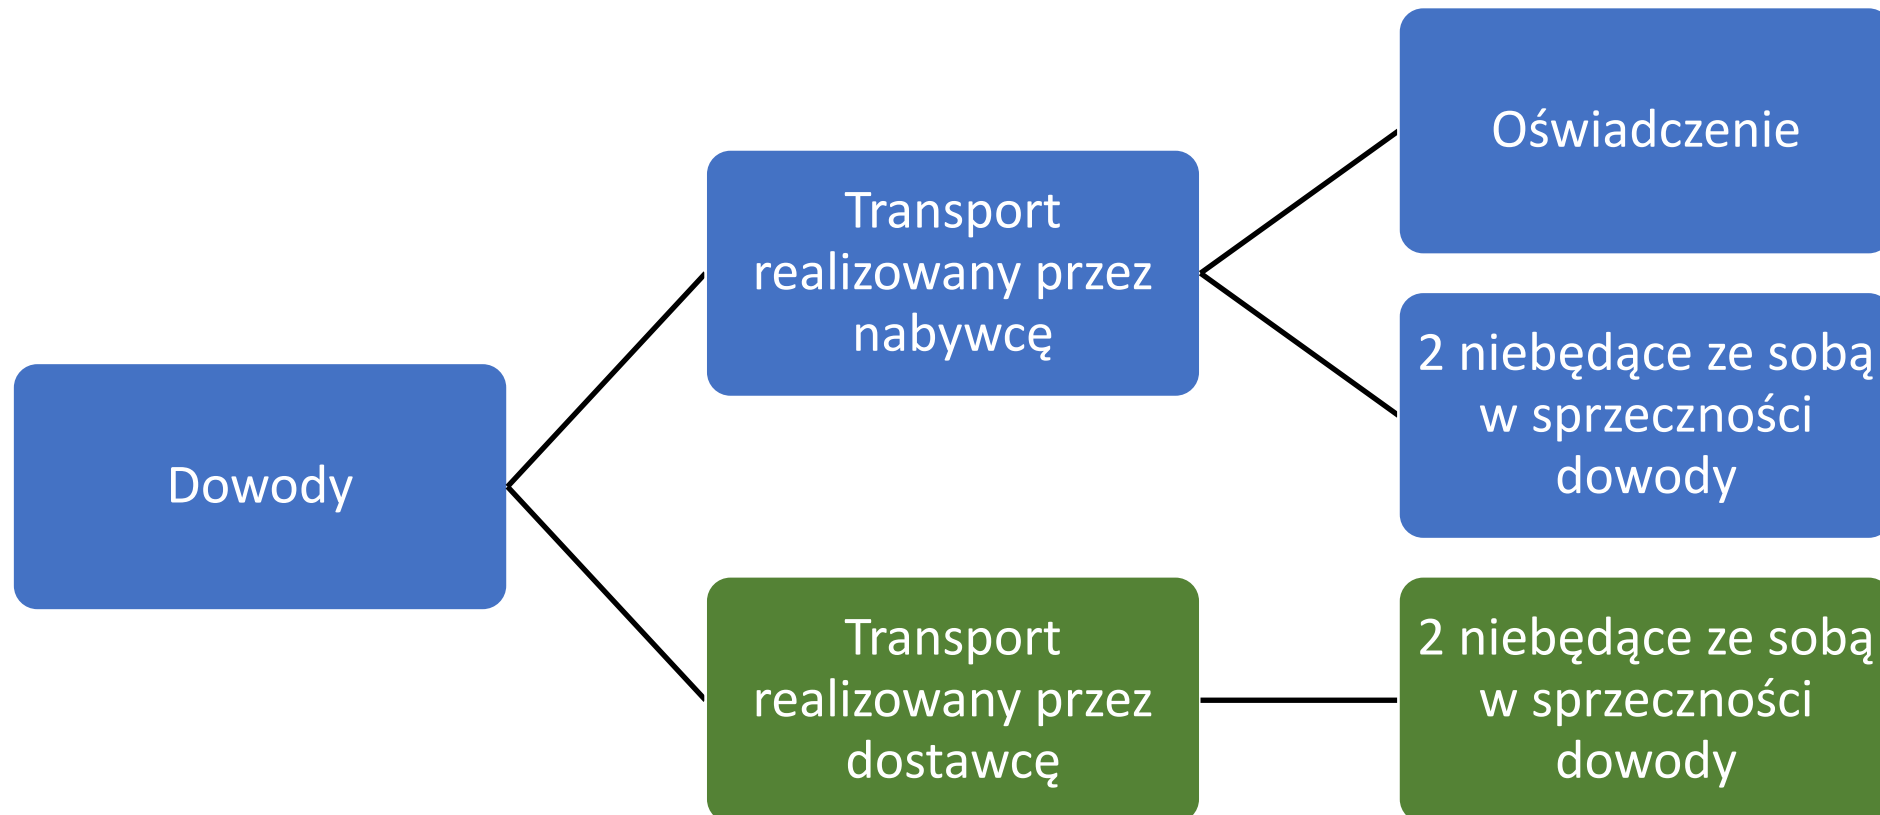 Dowody
Transport
realizowany przez
nabywcę
Oświadczenie
2 niebędące ze sobą
w sprzeczności
dowody
Transport
realizowany przez
dostawcę
2 niebędące ze sobą
w sprzeczności
dowody